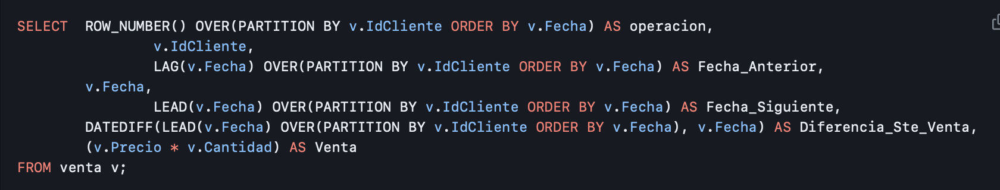 SELECT  ROW_NUMBER() OVER(PARTITION BY v.IdCliente ORDER BY v.Fecha) AS operacion,
                v.IdCliente,
                LAG(v.Fecha) OVER(PARTITION BY v.IdCliente ORDER BY v.Fecha) AS Fecha_Anterior,
        v.Fecha,
                LEAD(v.Fecha) OVER(PARTITION BY v.IdCliente ORDER BY v.Fecha) AS Fecha_Siguiente,
        DATEDIFF(LEAD(v.Fecha) OVER(PARTITION BY v.IdCliente ORDER BY v.Fecha), v.Fecha) AS Diferencia_Ste_Venta,
        (v.Precio * v.Cantidad) AS Venta
FROM venta v;